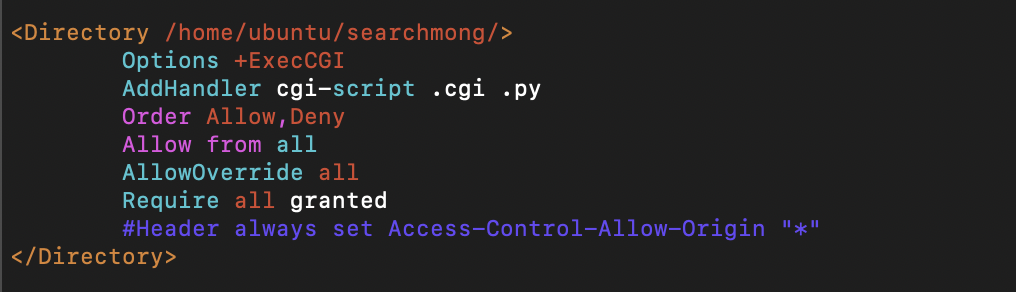 <Directory /home/ubuntu/searchmong/>
Options +ExecCGI
AddHandler cgi-script .cgi .py
Order Allow,Deny
Allow from all
AllowOverride all
Require all granted
#Header always set Access-Control-Allow-Origin "*"
</Directory>